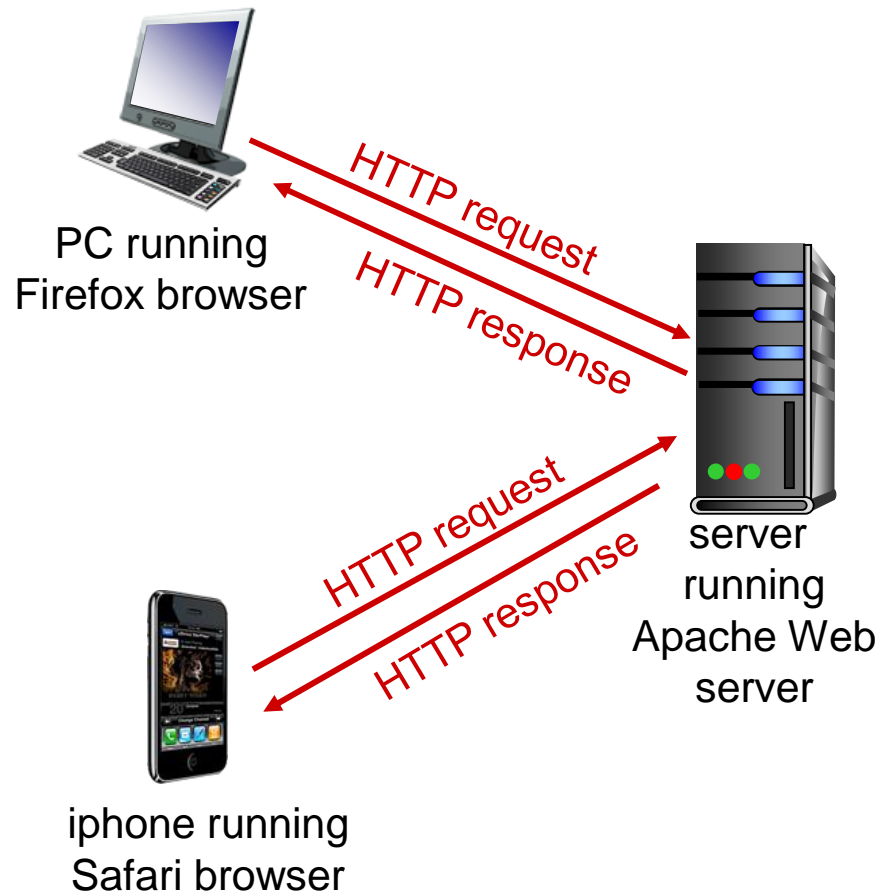 HTTP request
HTTP response
PC running
Firefox browser
HTTP request
HTTP response
server
running
Apache Web
server
iphone running
Safari browser